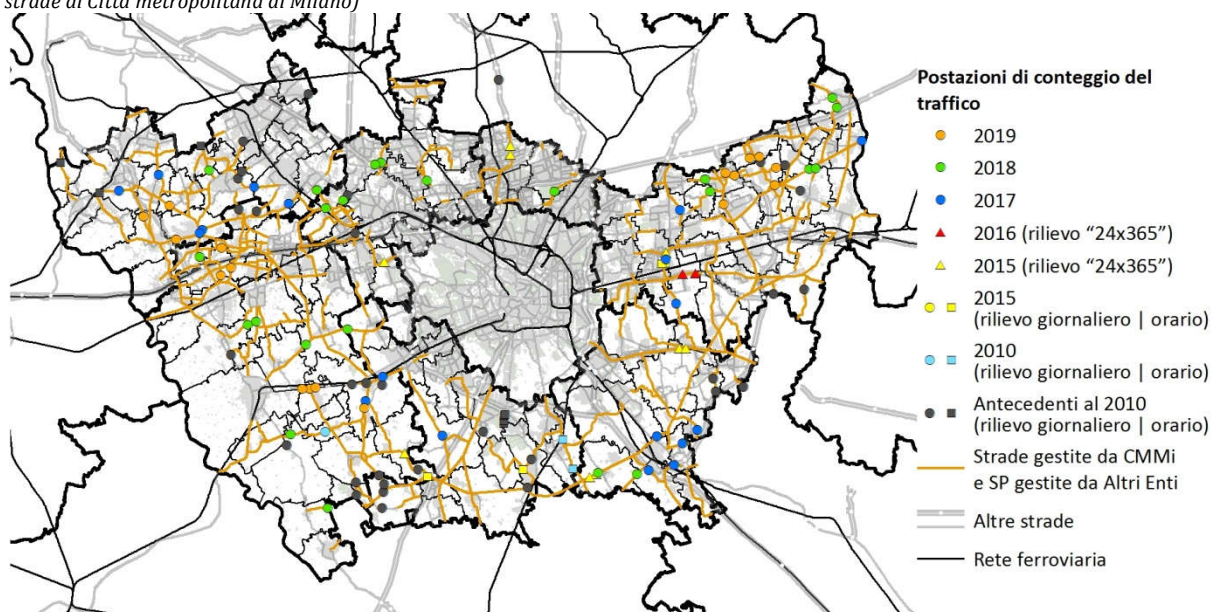 strade di Città metropolitana di Milano)
Postazioni di conteggio del
traffico
2019
2018
2017
2016 (rilievo “24x365”)
2015 (rilievo “24x365”)
2015
(rilievo giornaliero | orario)
2010
(rilievo giornaliero | orario)
Antecedenti al 2010
(rilievo giornaliero | orario)
Strade gestite da CMMi
e SP gestite da Altri Enti
Altre strade
Rete ferroviaria